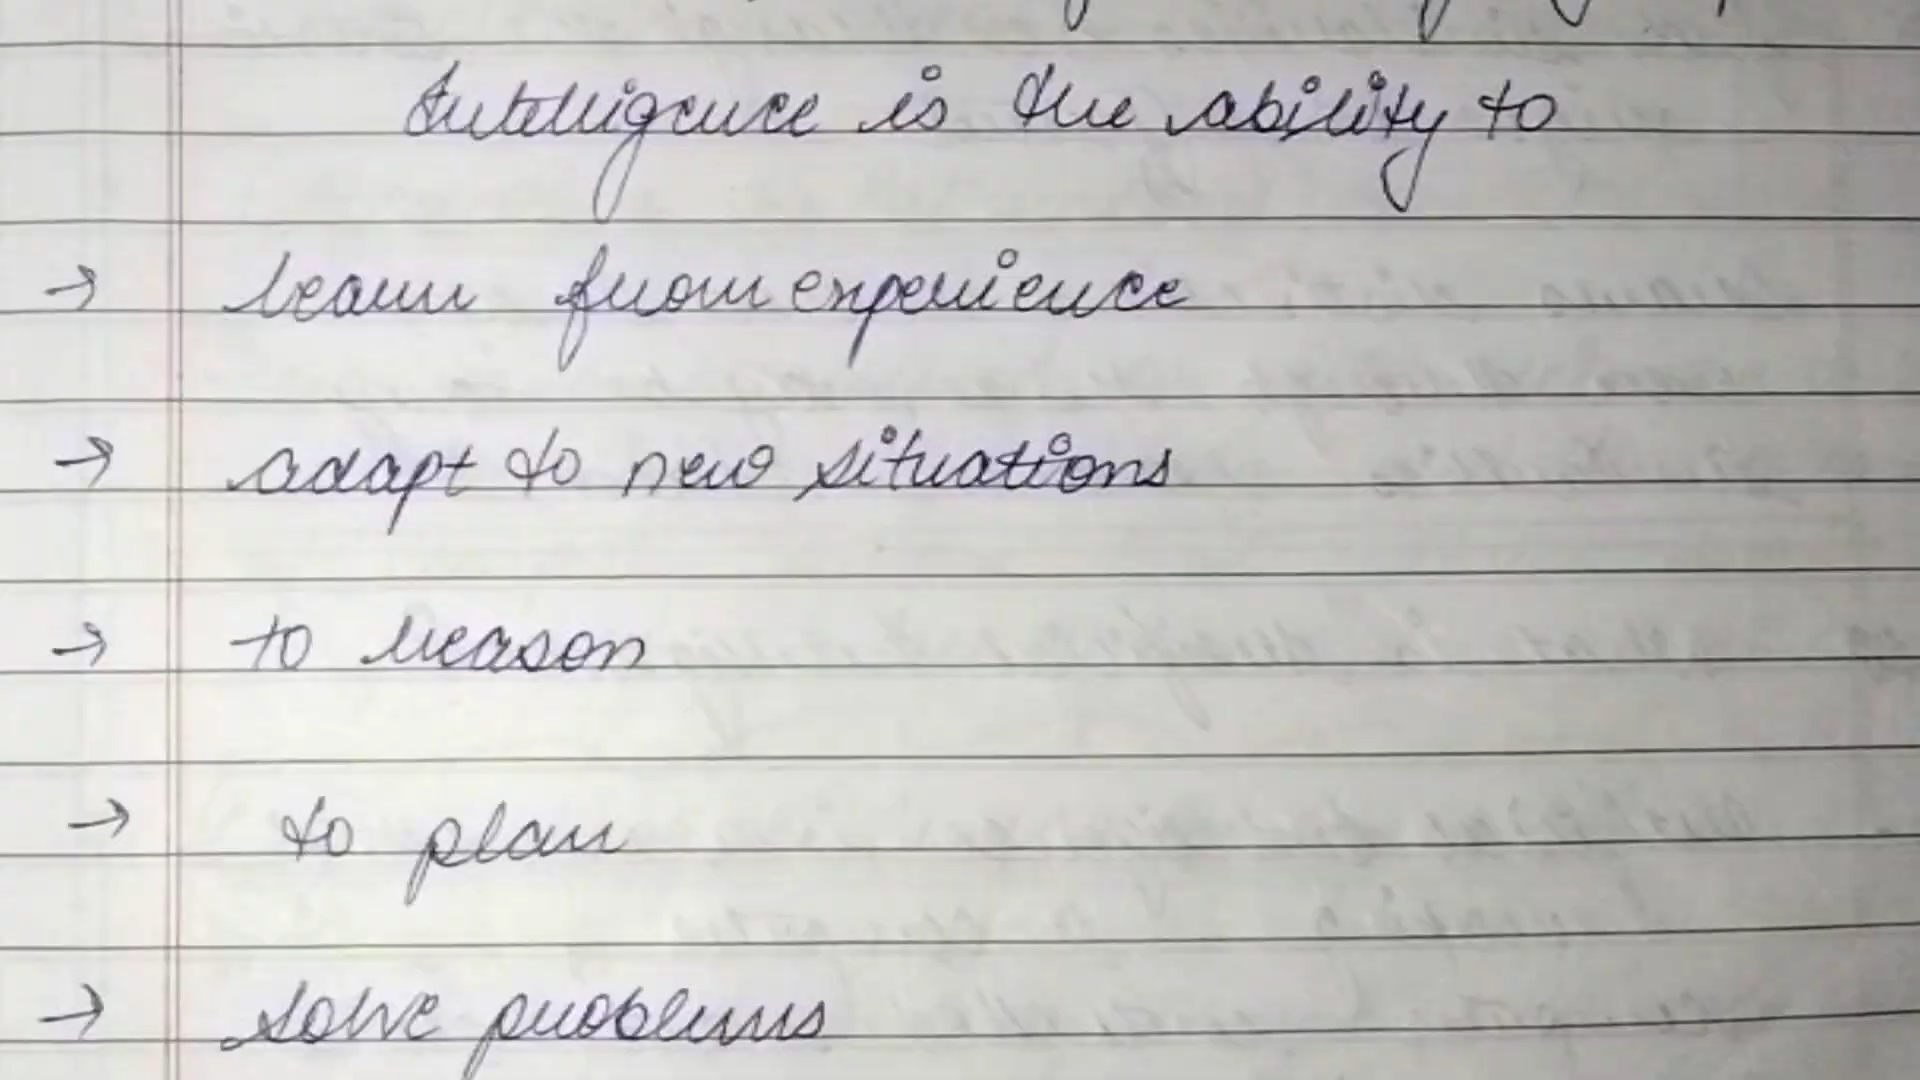 Intelligence is the ability to
→ learn from experience
→ adapt to new situations
→ to reason
→ to plan
→ solve problems